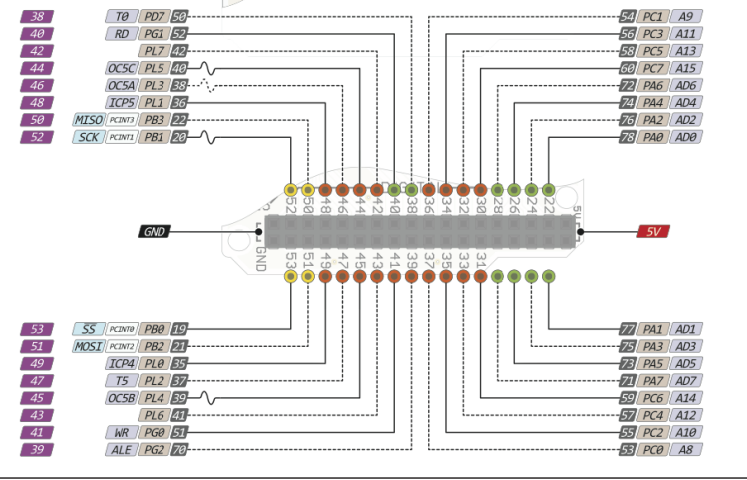 38 T0 PD7 50 54 PC1 A9
40 RD PG1 52 56 PC3 A11
42 PL7 42 58 PC5 A13
44 OC5C PL5 40 60 PC7 A15
46 OC5A PL3 38 72 PA6 AD6
48 ICP5 PL1 36 74 PA4 AD4
50 MISO PCINT3 PB3 22 76 PA2 AD2
52 SCK PCINT1 PB1 20 78 PA0 AD0
52 50 48 46 44 42 40 38 36 34 32 30 28 26 24 22
GND GND 5V 5V
53 51 49 47 45 43 41 39 37 35 33 31
53 SS PCINT0 PB0 19 77 PA1 AD1
51 MOSI PCINT2 PB2 21 75 PA3 AD3
49 ICP4 PL0 35 73 PA5 AD5
47 T5 PL2 37 71 PA7 AD7
45 OC5B PL4 39 59 PC6 A14
43 PL6 41 57 PC4 A12
41 WR PG0 51 55 PC2 A10
39 ALE PG2 70 53 PC0 A8